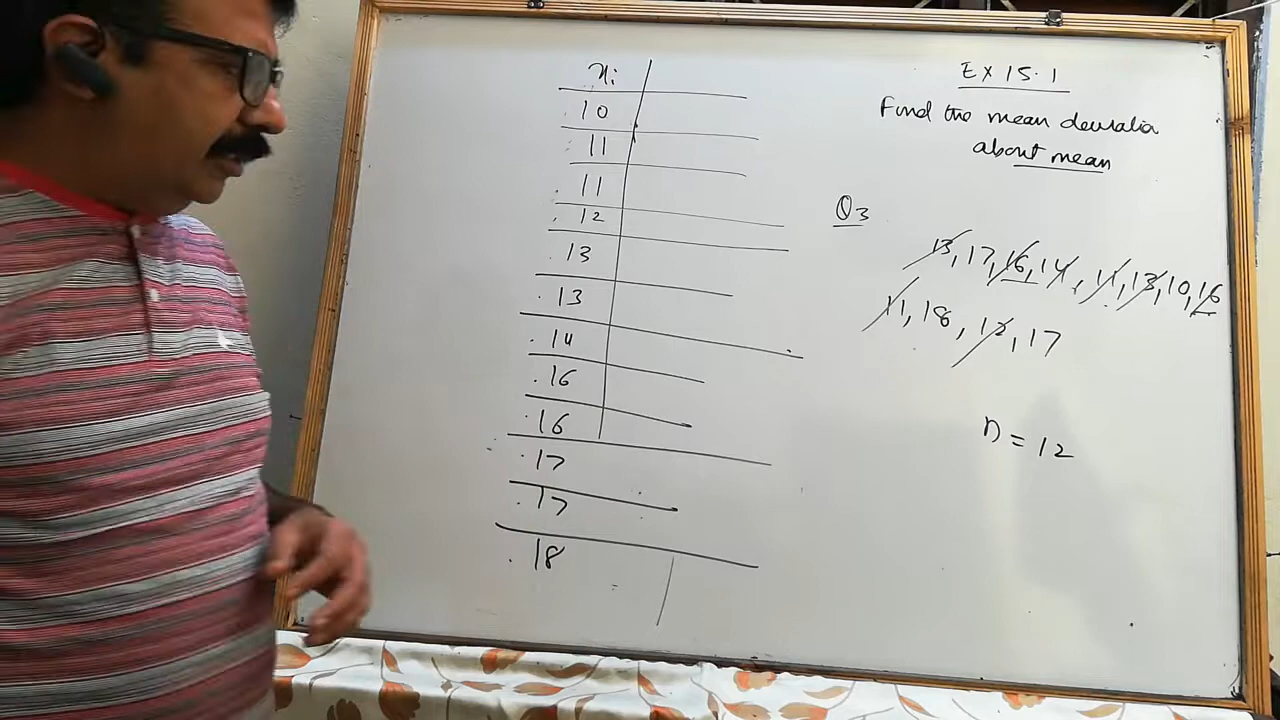 xi
10
11
11
12
13
13
14
16
16
17
17
18
EX 15.1
Find the mean deviation
about mean
Q3
13, 17, 16, 14, 11, 13, 10, 16
11, 18, 12, 17
n = 12